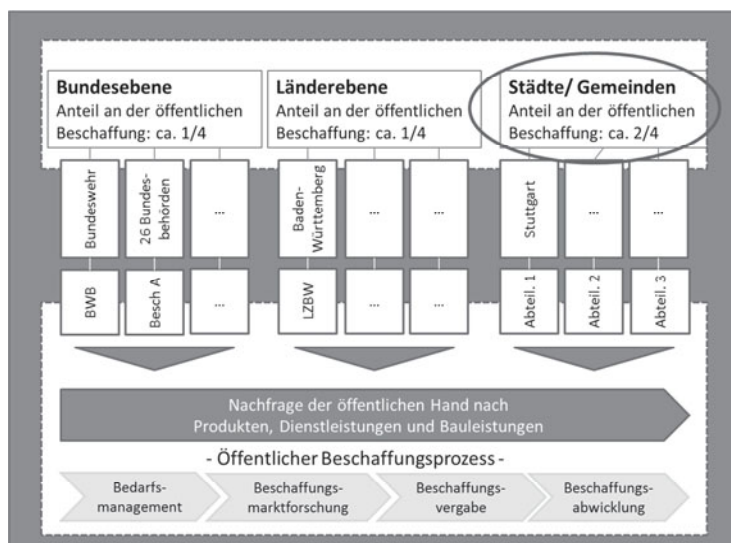 Bundesebene
Anteil an der öffentlichen
Beschaffung: ca. 1/4
Länderebene
Anteil an der öffentlichen
Beschaffung: ca. 1/4
Städte/ Gemeinden
Anteil an der öffentlichen
Beschaffung: ca. 2/4
Bundeswehr
26 Bundes-
behörden
...
Baden-
Württemberg
...
...
Stuttgart
...
...
BWB
Besch A
...
LZBW
...
...
Abteil. 1
Abteil. 2
Abteil. 3
Nachfrage der öffentlichen Hand nach
Produkten, Dienstleistungen und Bauleistungen
- Öffentlicher Beschaffungsprozess -
Bedarfs-
management
Beschaffungs-
marktforschung
Beschaffungs-
vergabe
Beschaffungs-
abwicklung